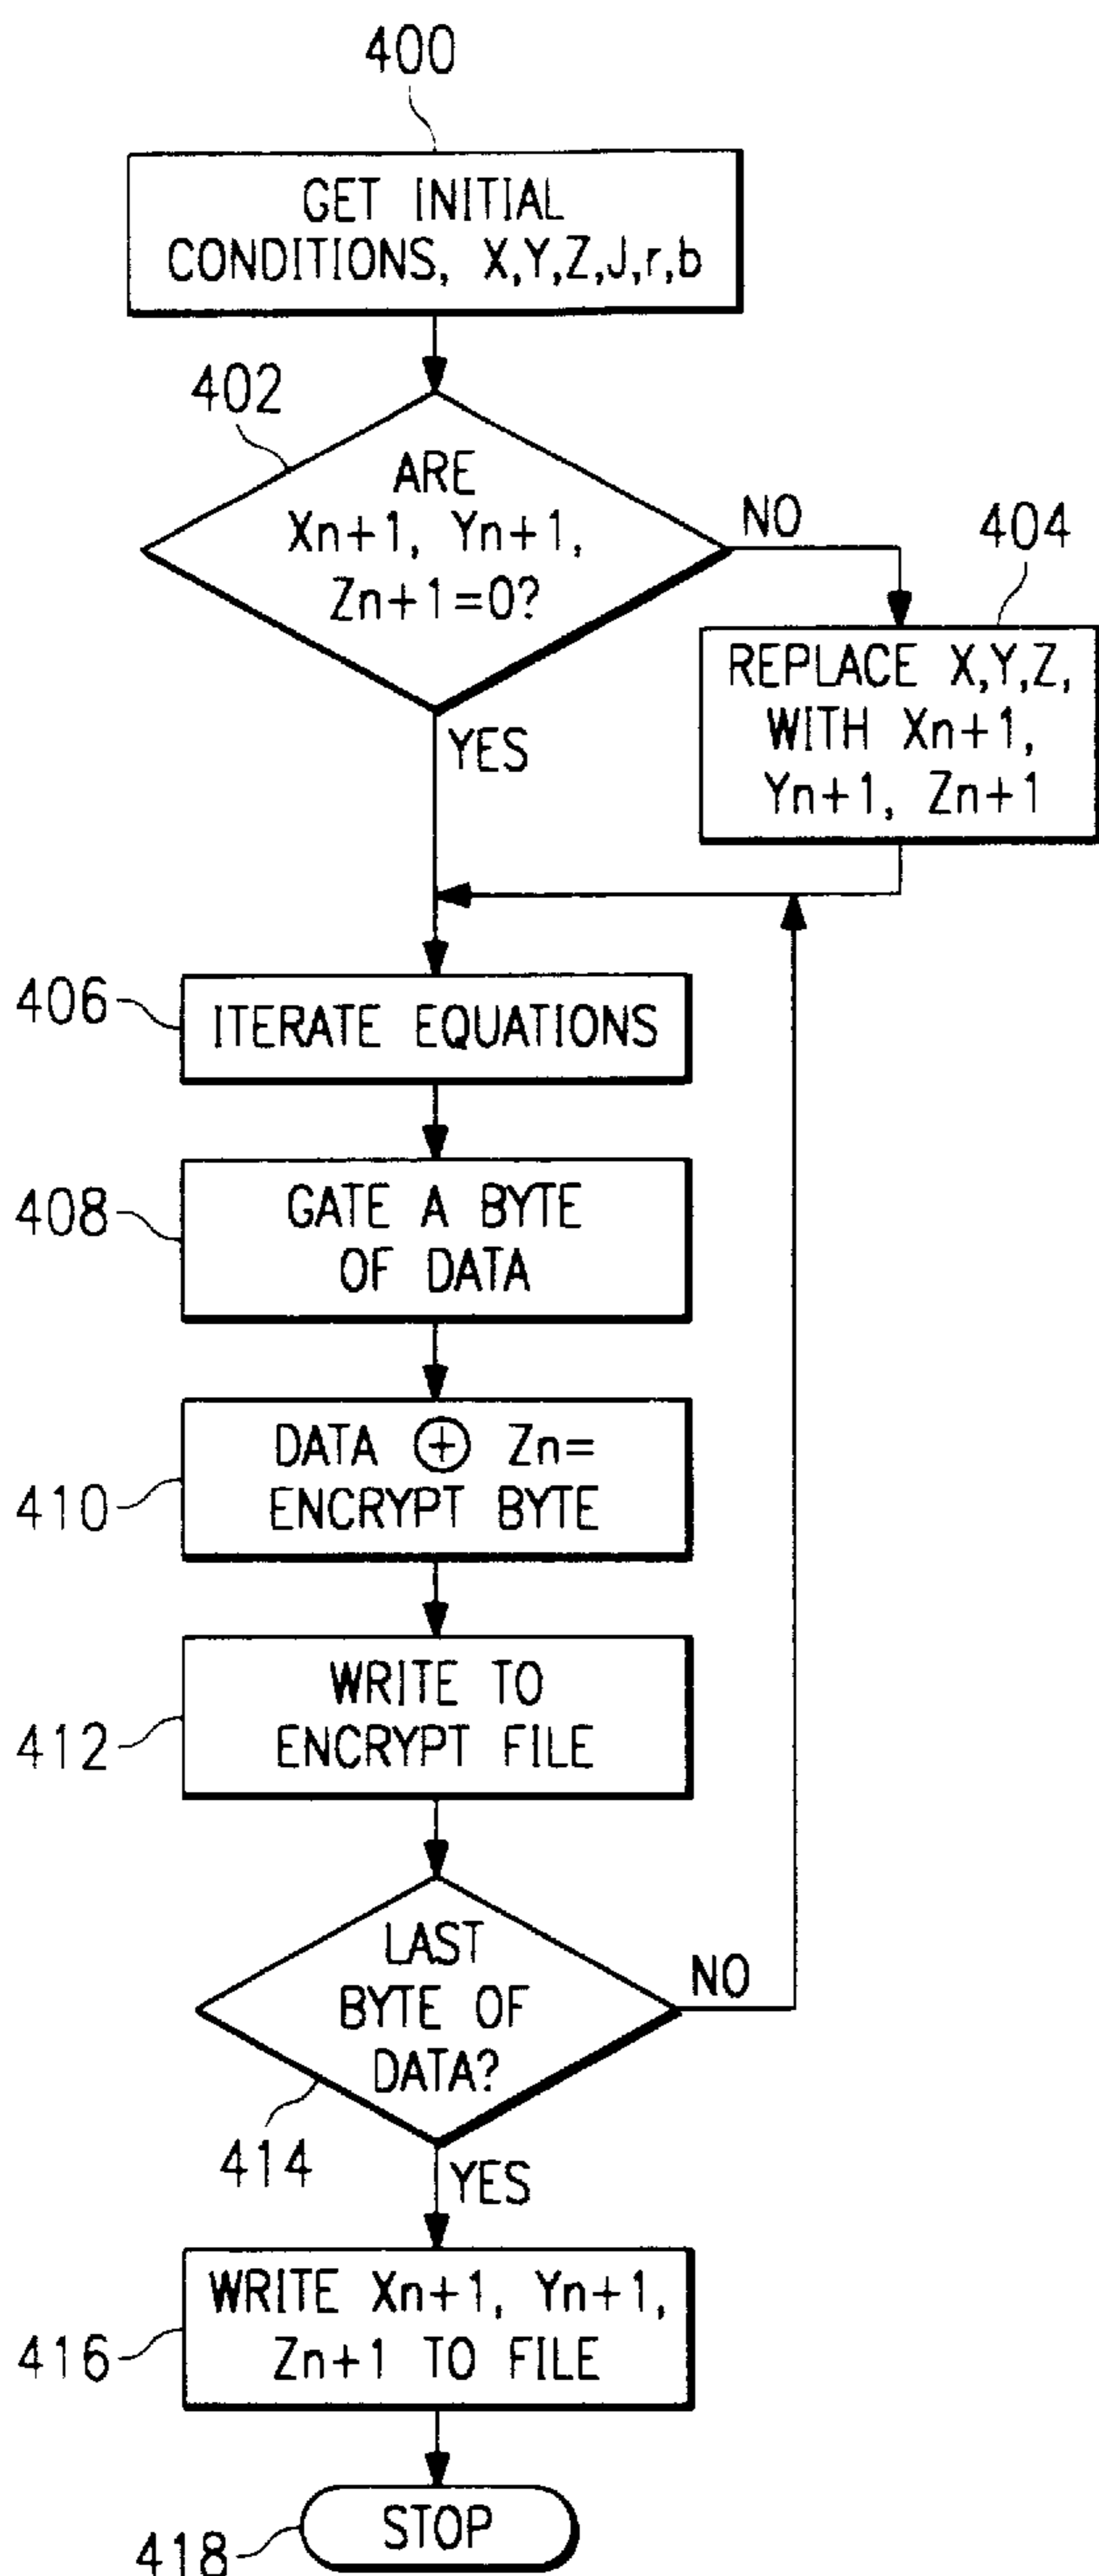 400
GET INITIAL
CONDITIONS, X,Y,Z,J,r,b
402
ARE
Xn+1, Yn+1,
Zn+1=0?
NO
404
REPLACE X,Y,Z,
WITH Xn+1,
Yn+1, Zn+1
YES
406
ITERATE EQUATIONS
408
GATE A BYTE
OF DATA
410
DATA ⊕ Zn=
ENCRYPT BYTE
412
WRITE TO
ENCRYPT FILE
LAST
BYTE OF
DATA?
NO
414
YES
416
WRITE Xn+1, Yn+1,
Zn+1 TO FILE
418
STOP